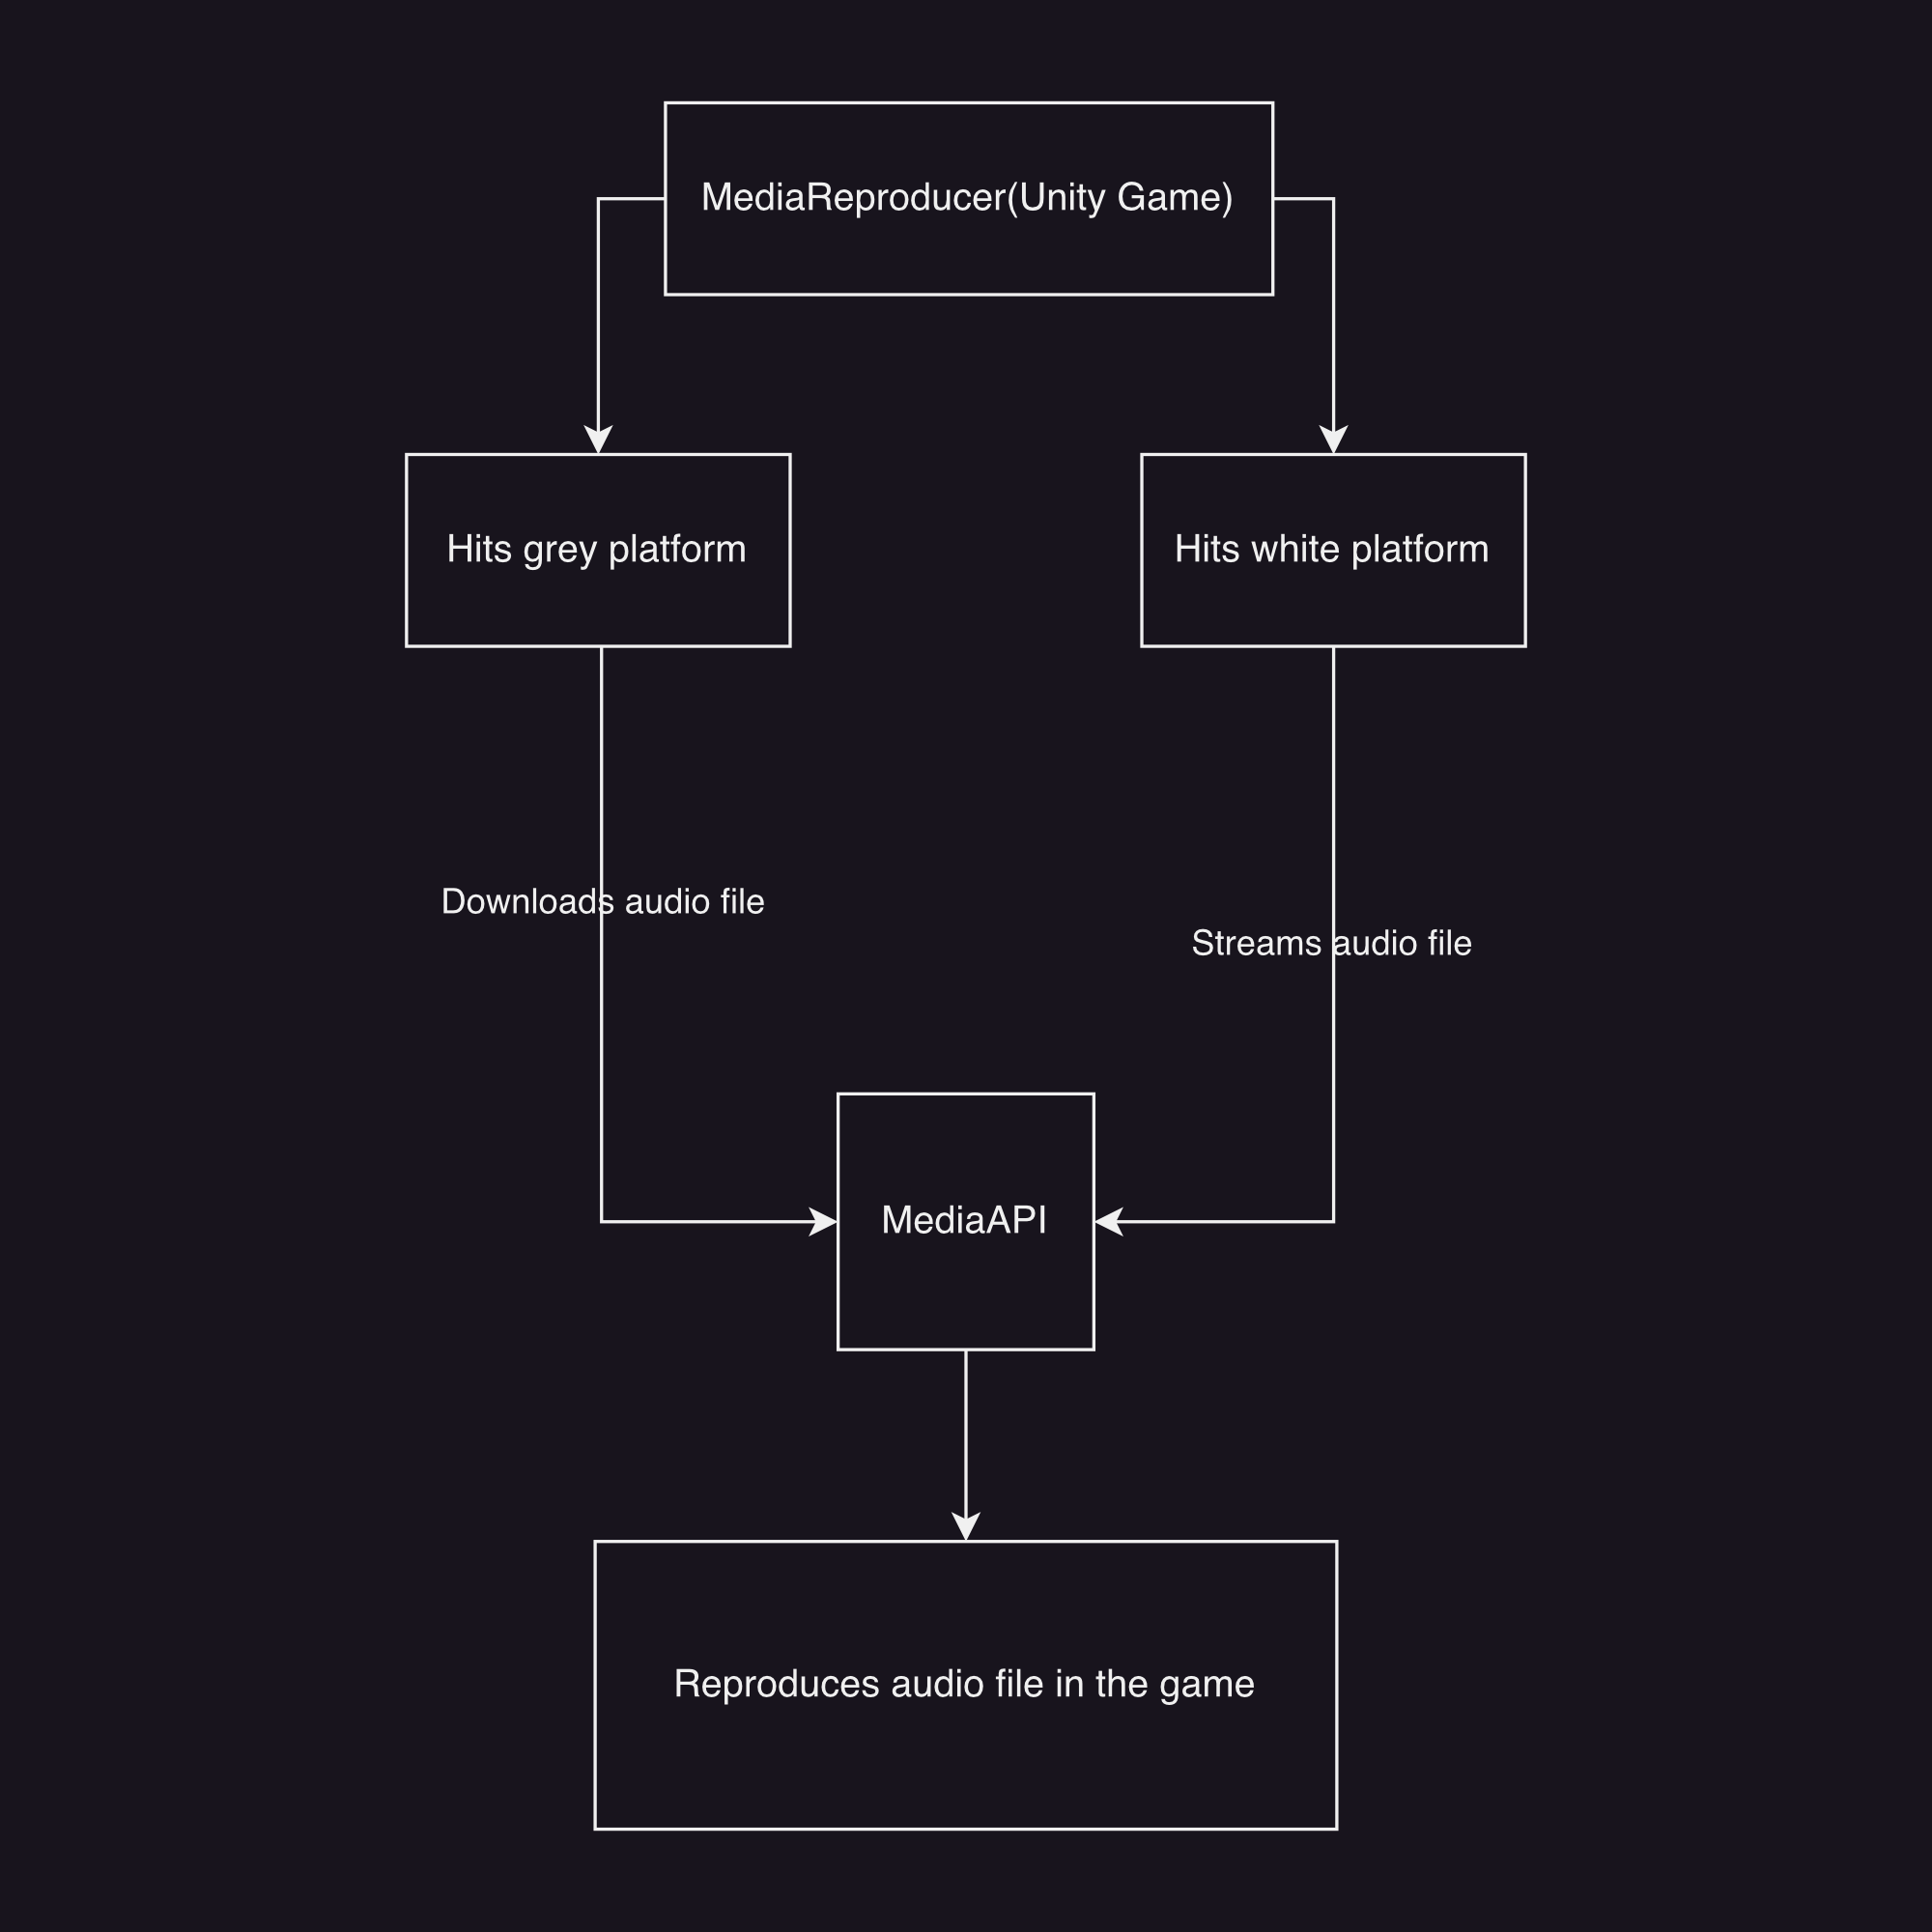 MediaReproducer(Unity Game)
Hits grey platform
Hits white platform
Downloads audio file
Streams audio file
MediaAPI
Reproduces audio file in the game